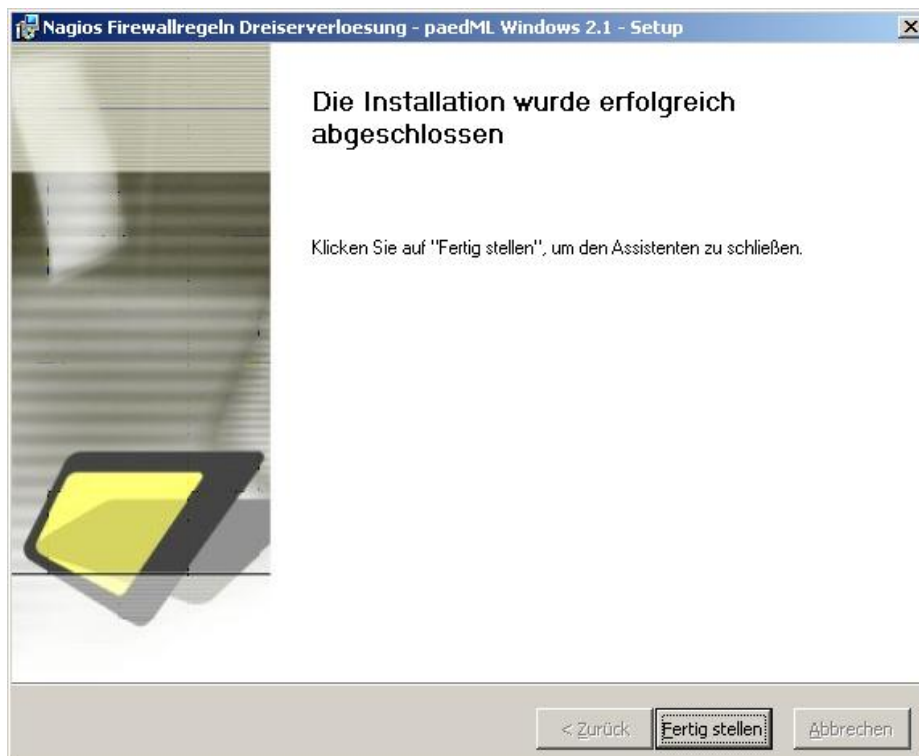 Nagios Firewallregeln Dreiserverloesung - paedML Windows 2.1 - Setup
Die Installation wurde erfolgreich
abgeschlossen
Klicken Sie auf "Fertig stellen", um den Assistenten zu schließen.
< Zurück Fertig stellen Abbrechen